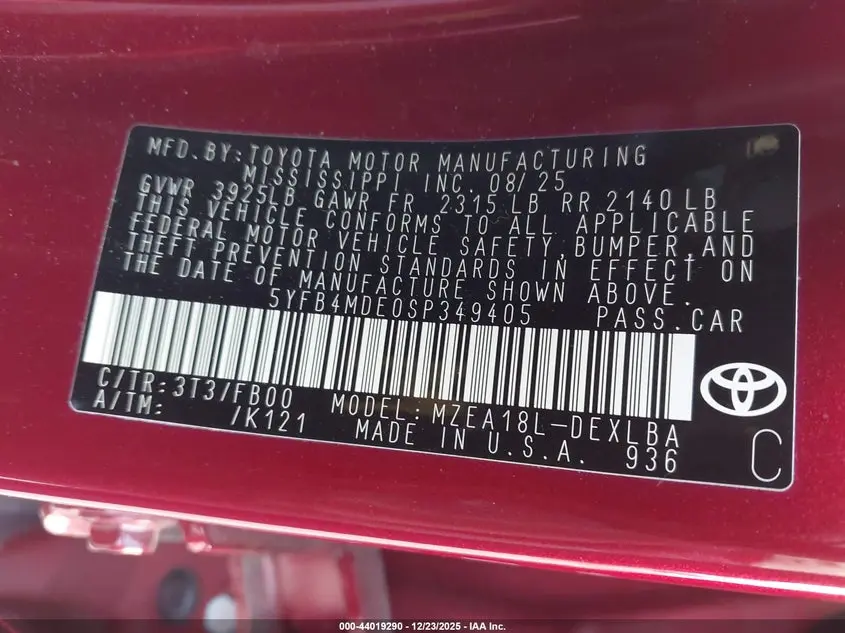 MFD.BY:TOYOTA MOTOR MANUFACTURING
MISSISSIPPI INC. 08/25
GVWR 3925LB GAWR FR 2315LB RR 2140LB
THIS VEHICLE CONFORMS TO ALL APPLICABLE
FEDERAL MOTOR VEHICLE SAFETY,BUMPER,AND
THEFT PREVENTION STANDARDS IN EFFECT ON
THE DATE OF MANUFACTURE SHOWN ABOVE.
5YFB4MDE0SP349405 PASS.CAR
C/TR:3T3/FB00 MODEL:MZEA18L-DEXLBA
A/TM: /K121 MADE IN U.S.A. 936
C
000-44019290 - 12/23/2025 - IAA Inc.